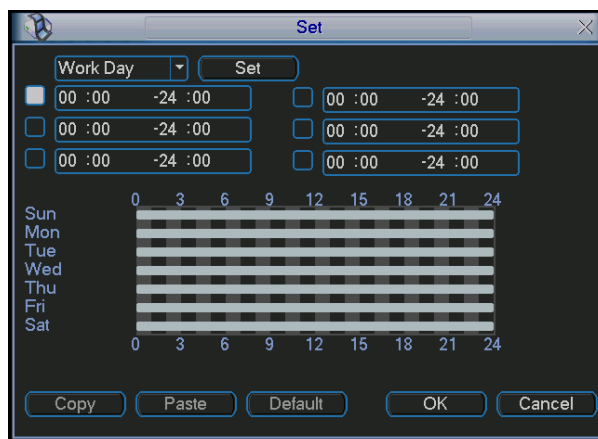 Set
Work Day Set
00 :00 -24 :00 00 :00 -24 :00
00 :00 -24 :00 00 :00 -24 :00
00 :00 -24 :00 00 :00 -24 :00
0 3 6 9 12 15 18 21 24
Sun
Mon
Tue
Wed
Thu
Fri
Sat
0 3 6 9 12 15 18 21 24
Copy Paste Default OK Cancel